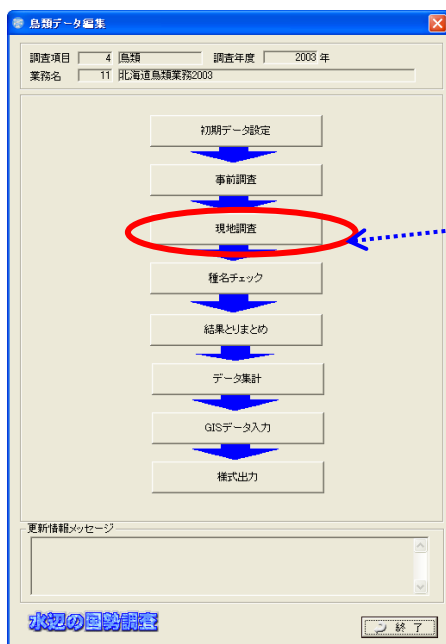 鳥類データ編集
調査項目 4 鳥類 調査年度 2003 年
業務名 11 北海道鳥類業務2003
初期データ設定
事前調査
現地調査
種名チェック
結果とりまとめ
データ集計
GISデータ入力
様式出力
更新情報メッセージ
水辺の国勢調査
終 了